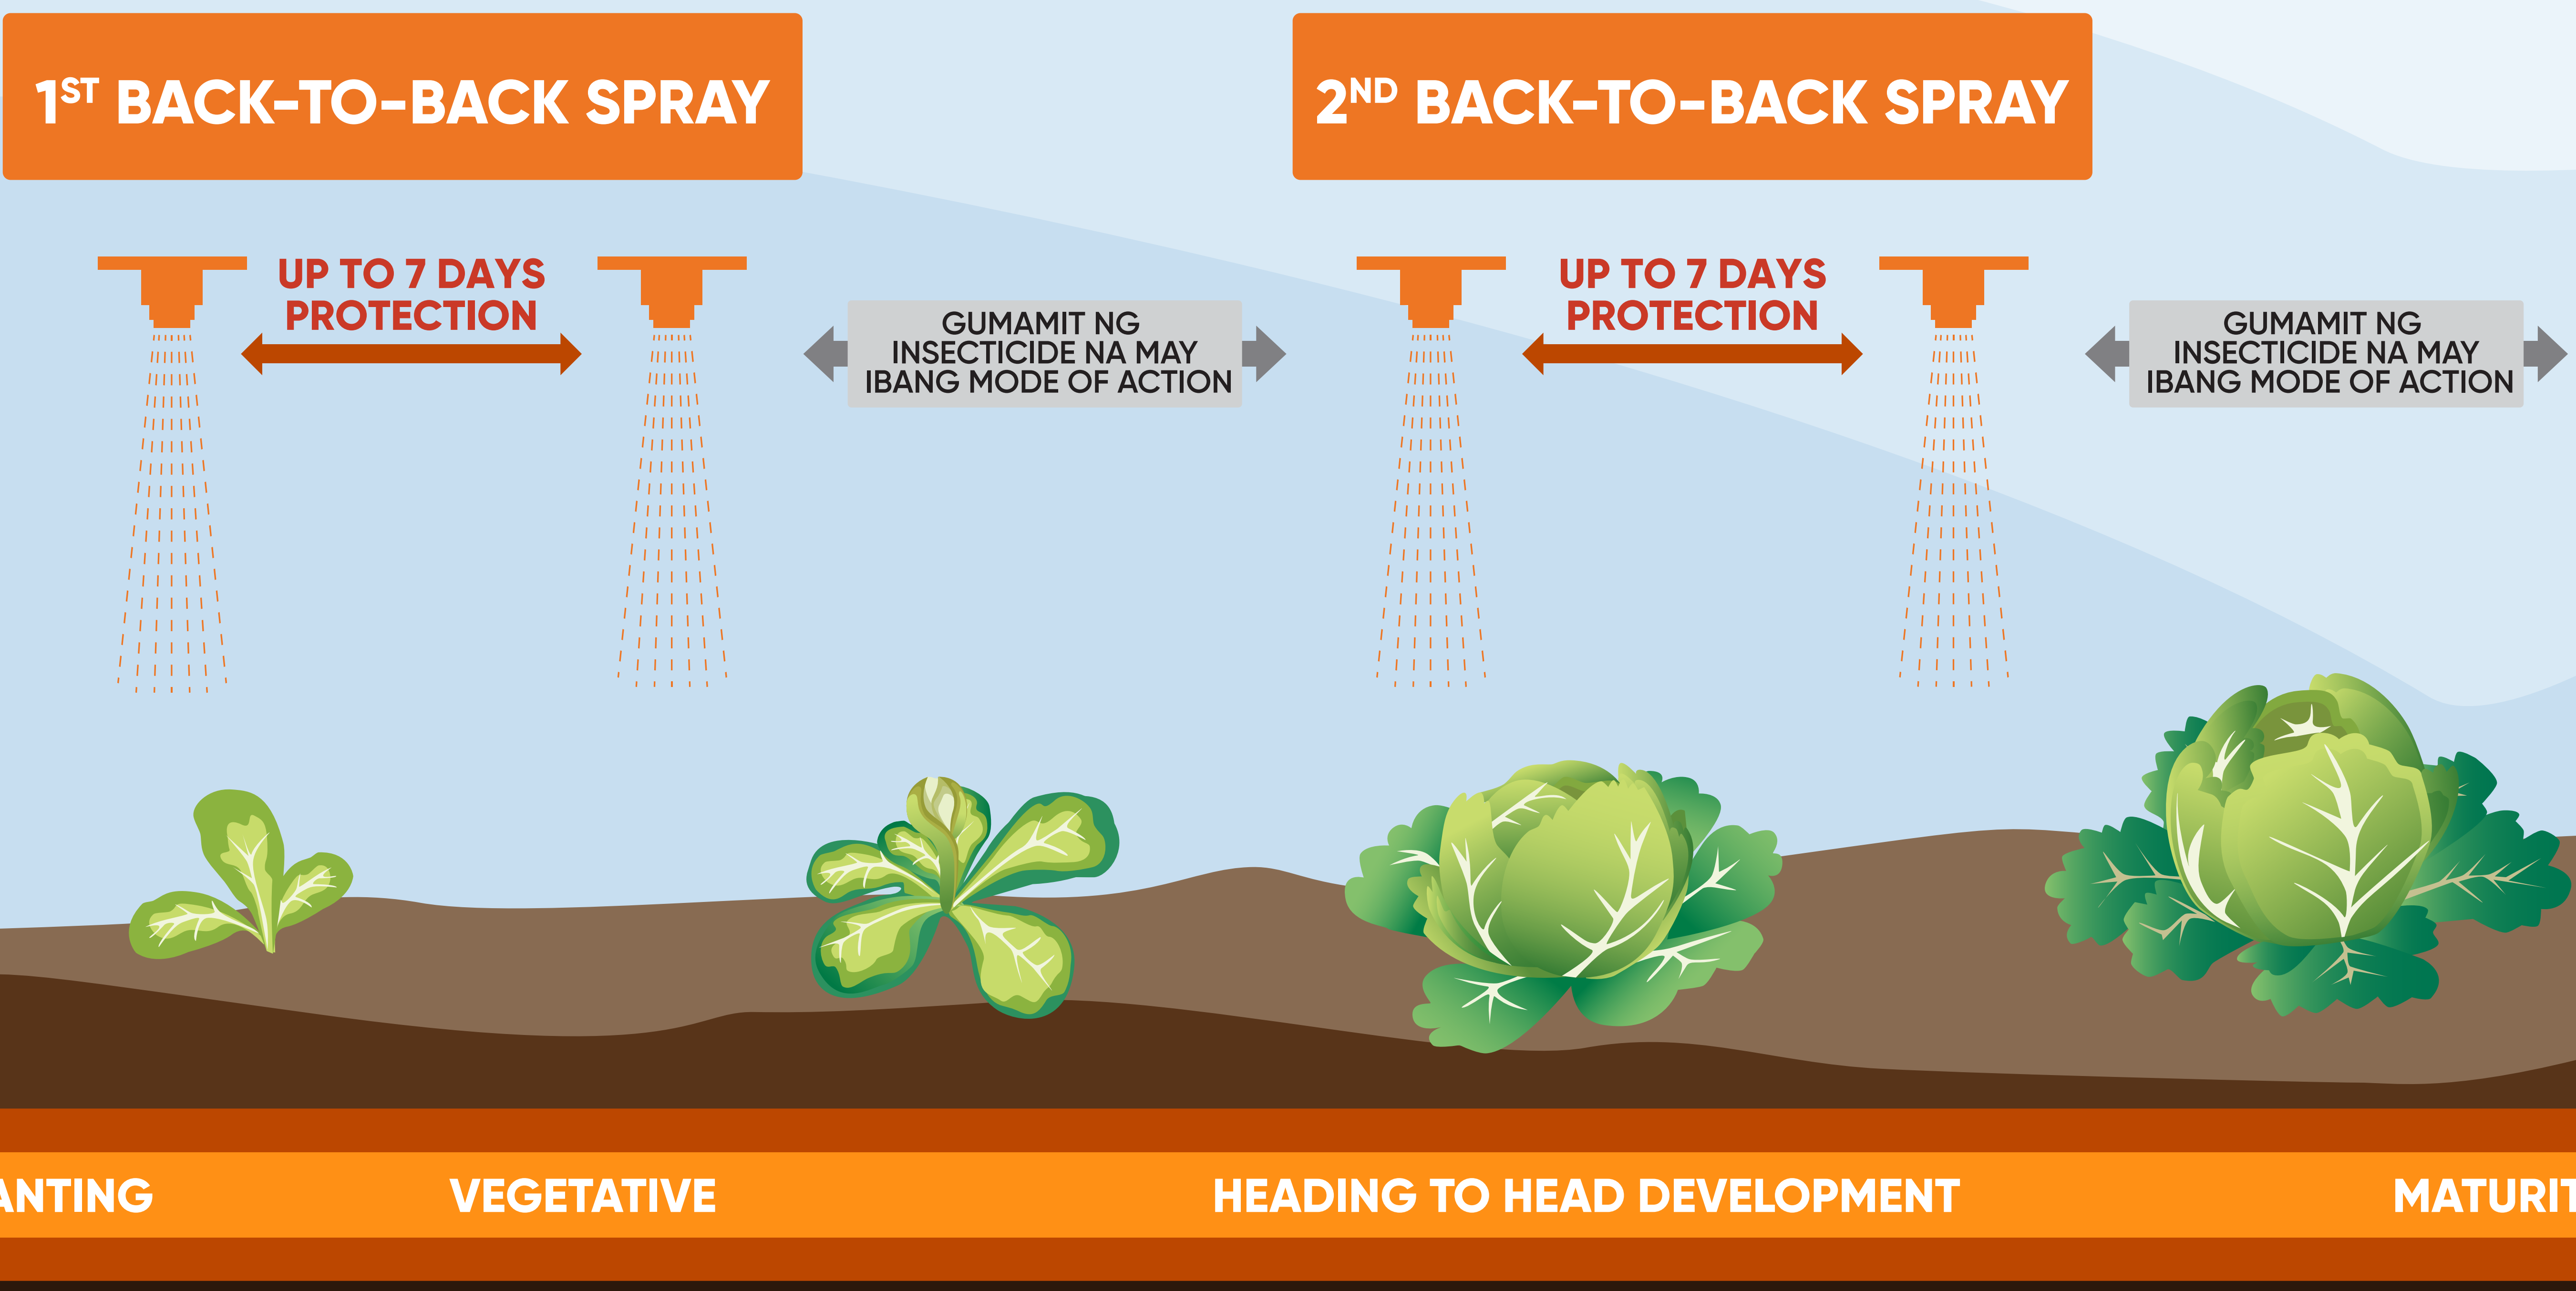 1ST BACK-TO-BACK SPRAY
2ND BACK-TO-BACK SPRAY
UP TO 7 DAYS
PROTECTION
GUMAMIT NG
INSECTICIDE NA MAY
IBANG MODE OF ACTION
UP TO 7 DAYS
PROTECTION
GUMAMIT NG
INSECTICIDE NA MAY
IBANG MODE OF ACTION
ANTING
VEGETATIVE
HEADING TO HEAD DEVELOPMENT
MATURIT